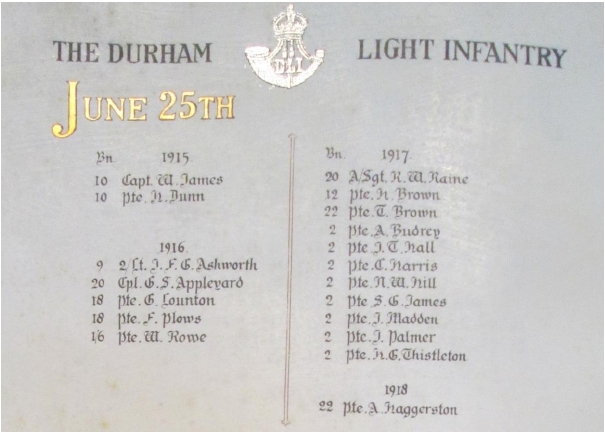 THE DURHAM LIGHT INFANTRY
DLI
JUNE 25TH
Bn. 1915.
10 Capt. W. James
10 Pte. H. Dunn
1916.
9 2/Lt. J. F. G. Ashworth
20 Cpl. G. S. Appleyard
18 Pte. G. Lounton
18 Pte. F. Plows
16 Pte. W. Rowe
Bn. 1917
20 A/Sgt. R. W. Raine
12 Pte. H. Brown
22 Pte. T. Brown
2 Pte. A. Budrey
2 Pte. J. T. Hall
2 Pte. C. Harris
2 Pte. N. W. Hill
2 Pte S. G. James
2 Pte. J. Madden
2 Pte. J. Palmer
2 Pte. H. G. Thistleton
1918
22 Pte. A. Haggerston